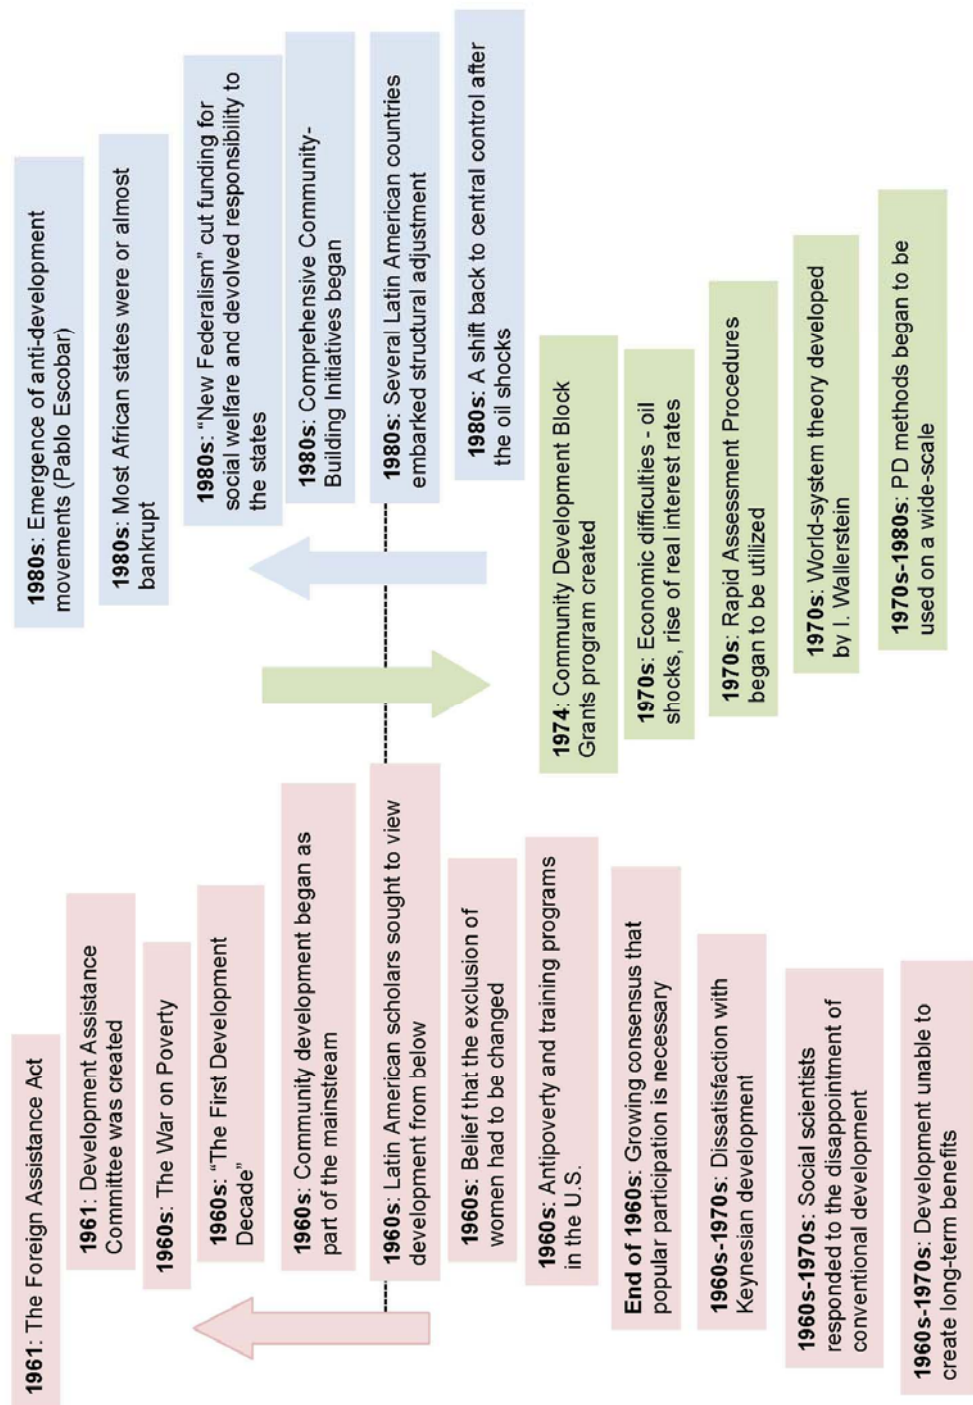 1961: The Foreign Assistance Act
1961: Development Assistance
Committee was created
1960s: The War on Poverty
1960s: “The First Development
Decade”
1960s: Community development began as
part of the mainstream
1960s: Latin American scholars sought to view
development from below
1960s: Belief that the exclusion of
women had to be changed
1960s: Antipoverty and training programs
in the U.S.
End of 1960s: Growing consensus that
popular participation is necessary
1960s-1970s: Dissatisfaction with
Keynesian development
1960s-1970s: Social scientists
responded to the disappointment of
conventional development
1960s-1970s: Development unable to
create long-term benefits
1974: Community Development Block
Grants program created
1970s: Economic difficulties - oil
shocks, rise of real interest rates
1970s: Rapid Assessment Procedures
began to be utilized
1970s: World-system theory developed
by I. Wallerstein
1970s-1980s: PD methods began to be
used on a wide-scale
1980s: Emergence of anti-development
movements (Pablo Escobar)
1980s: Most African states were or almost
bankrupt
1980s: “New Federalism” cut funding for
social welfare and devolved responsibility to
the states
1980s: Comprehensive Community-
Building Initiatives began
1980s: Several Latin American countries
embarked structural adjustment
1980s: A shift back to central control after
the oil shocks